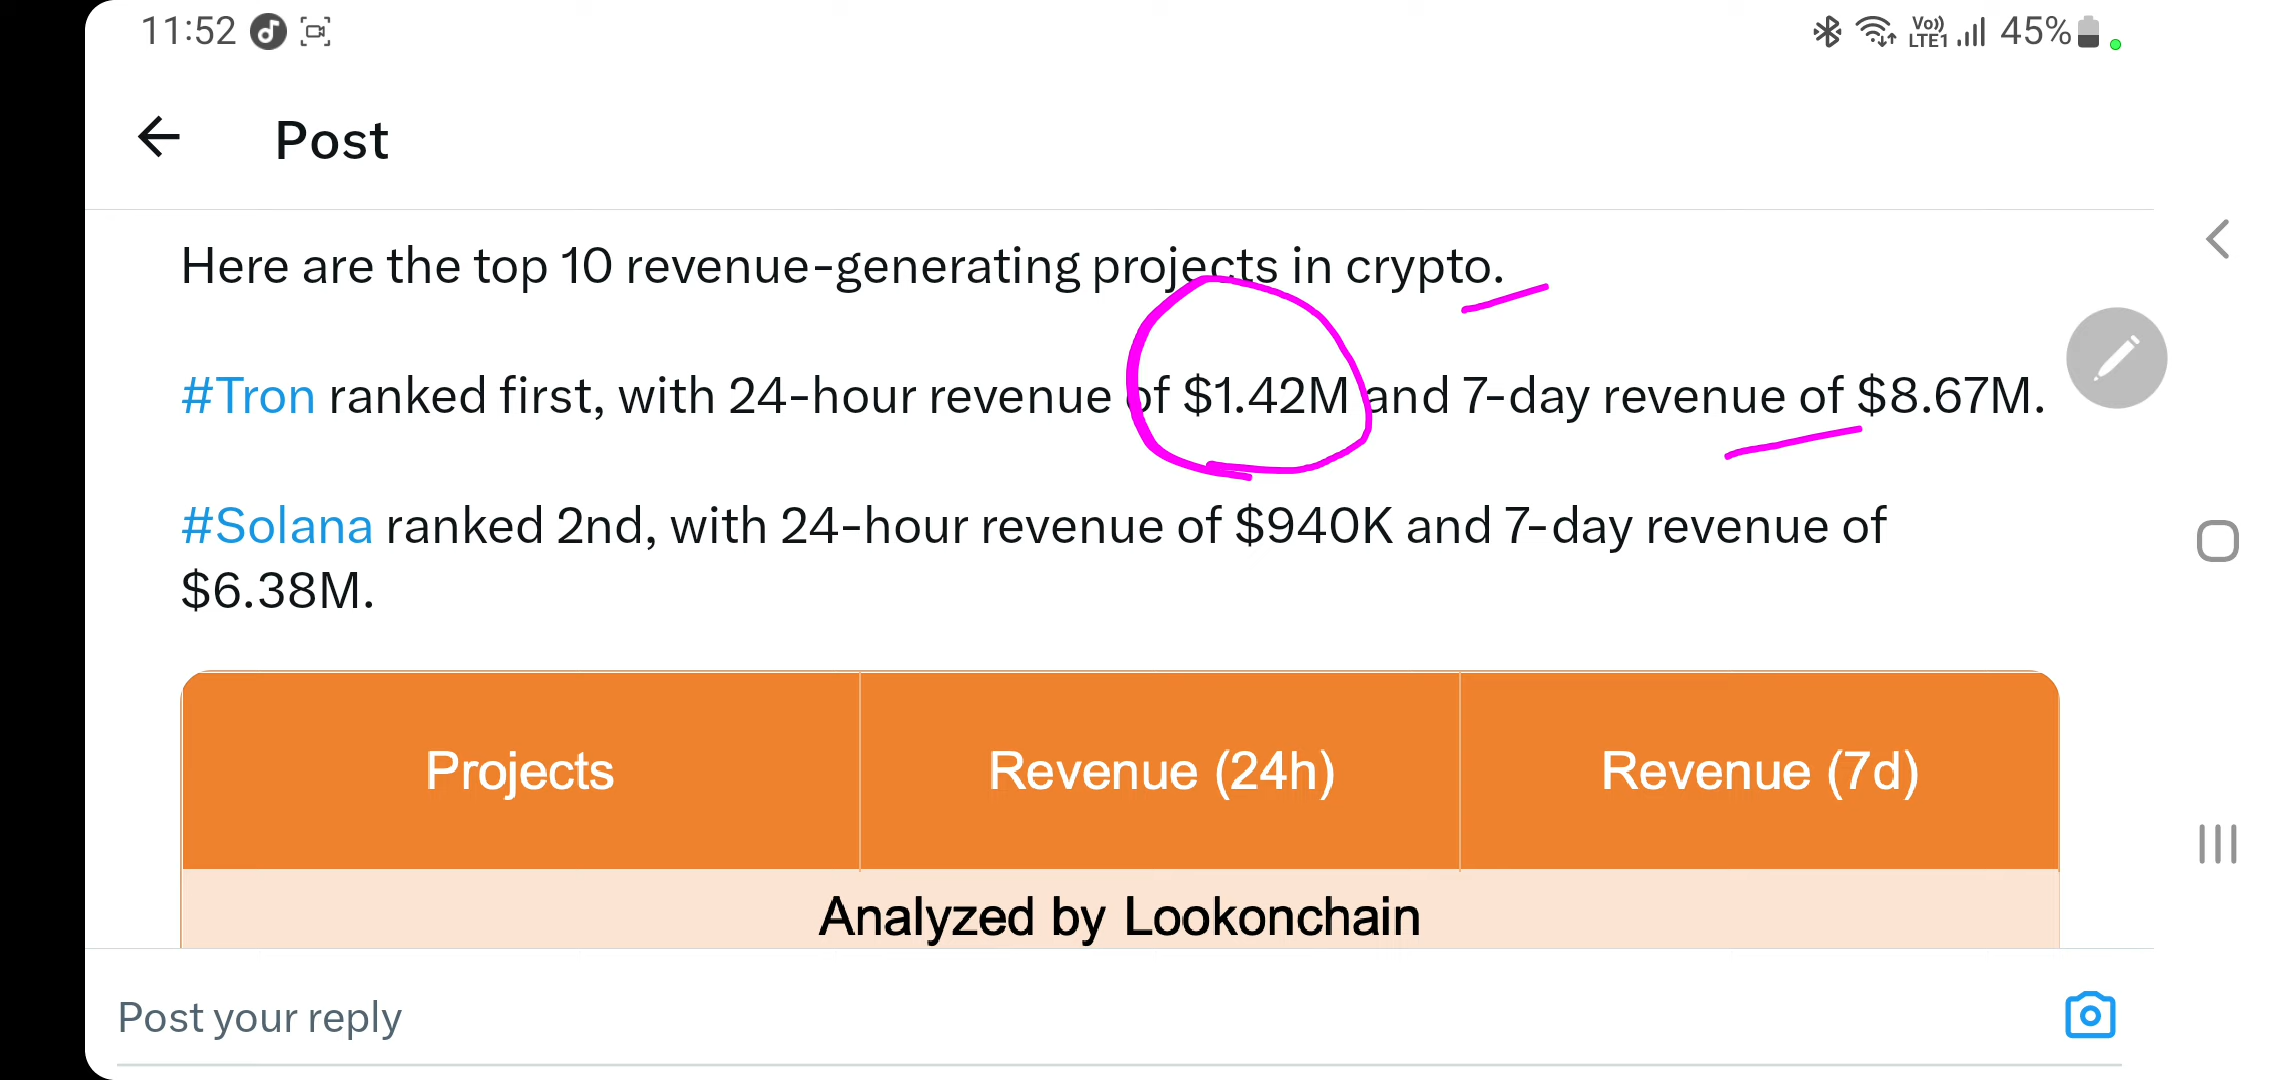 11:52
Vo)) LTE1 45%
Post
Here are the top 10 revenue-generating projects in crypto.
#Tron ranked first, with 24-hour revenue of $1.42M and 7-day revenue of $8.67M.
#Solana ranked 2nd, with 24-hour revenue of $940K and 7-day revenue of
$6.38M.
Projects Revenue (24h) Revenue (7d)
Analyzed by Lookonchain
Post your reply